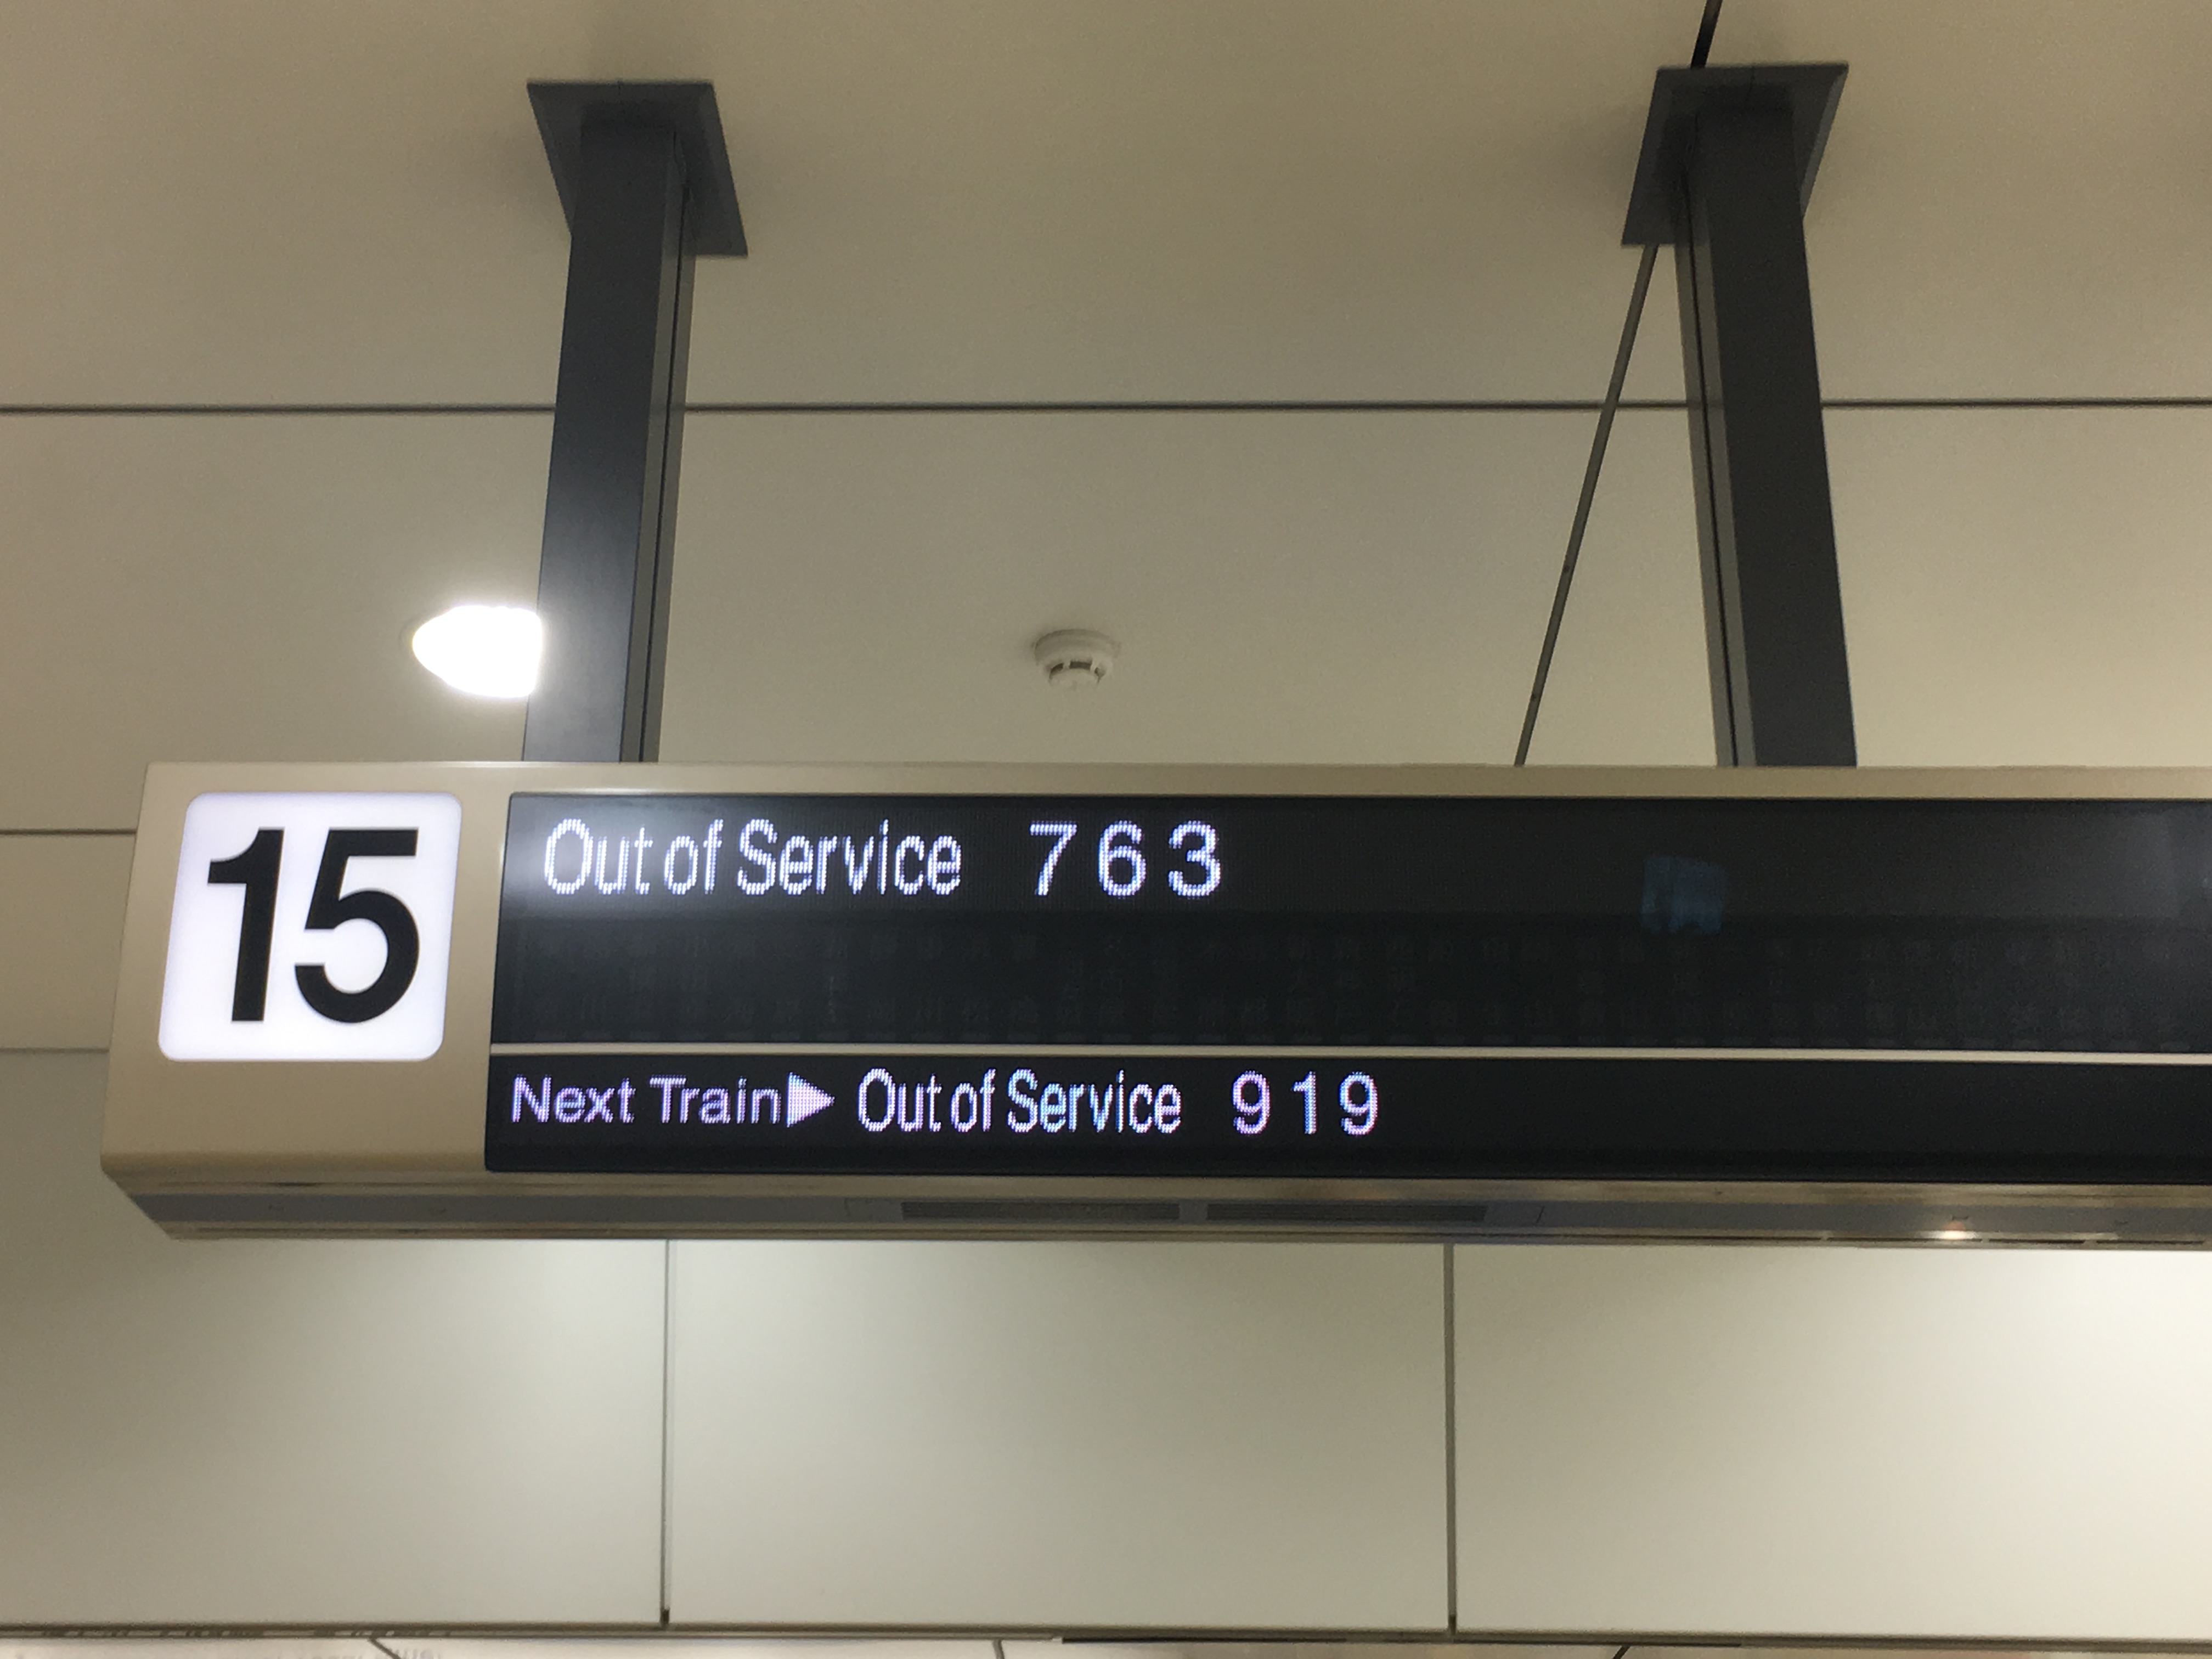 15
Out of Service 763
Next Train▶ Out of Service 919